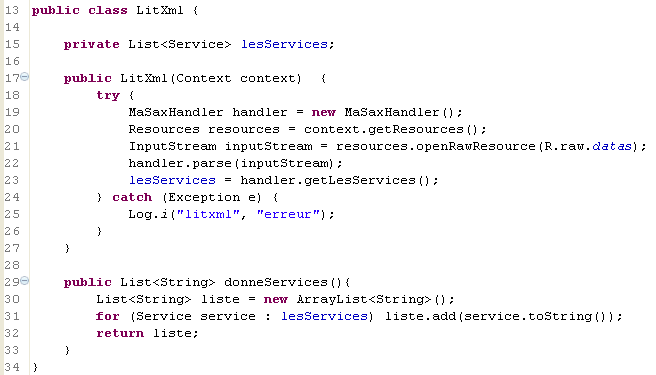 13 public class LitXml {
14
15     private List<Service> lesServices;
16
17     public LitXml(Context context)  {
18         try {
19             MaSaxHandler handler = new MaSaxHandler();
20             Resources resources = context.getResources();
21             InputStream inputStream = resources.openRawResource(R.raw.datas);
22             handler.parse(inputStream);
23             lesServices = handler.getLesServices();
24         } catch (Exception e) {
25             Log.i("litxml", "erreur");
26         }
27     }
28
29     public List<String> donneServices(){
30         List<String> liste = new ArrayList<String>();
31         for (Service service : lesServices) liste.add(service.toString());
32         return liste;
33     }
34 }